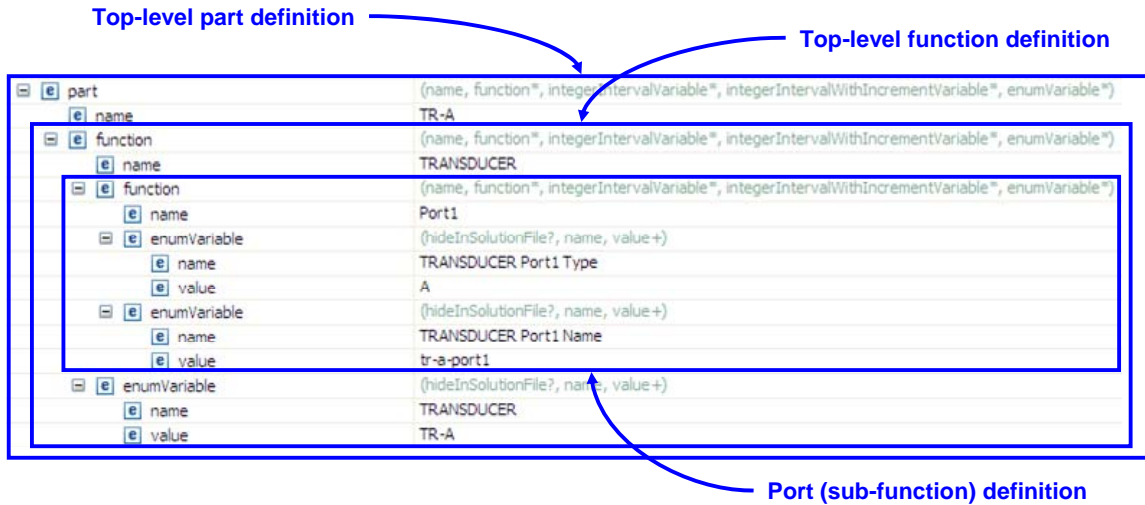 Top-level part definition
Top-level function definition
e part (name, function*, integerIntervalVariable*, integerIntervalWithIncrementVariable*, enumVariable*)
e name TR-A
e function (name, function*, integerIntervalVariable*, integerIntervalWithIncrementVariable*, enumVariable*)
e name TRANSDUCER
e function (name, function*, integerIntervalVariable*, integerIntervalWithIncrementVariable*, enumVariable*)
e name Port1
e enumVariable (hideInSolutionFile?, name, value+)
e name TRANSDUCER Port1 Type
e value A
e enumVariable (hideInSolutionFile?, name, value+)
e name TRANSDUCER Port1 Name
e value tr-a-port1
e enumVariable (hideInSolutionFile?, name, value+)
e name TRANSDUCER
e value TR-A
Port (sub-function) definition